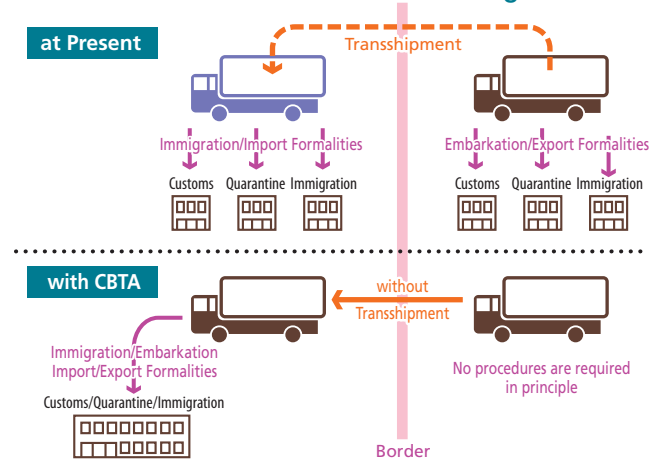 at Present
Transshipment
Immigration/Import Formalities
Embarkation/Export Formalities
Customs Quarantine Immigration
Customs Quarantine Immigration
with CBTA
without
Transshipment
Immigration/Embarkation
Import/Export Formalities
No procedures are required
in principle
Customs/Quarantine/Immigration
Border